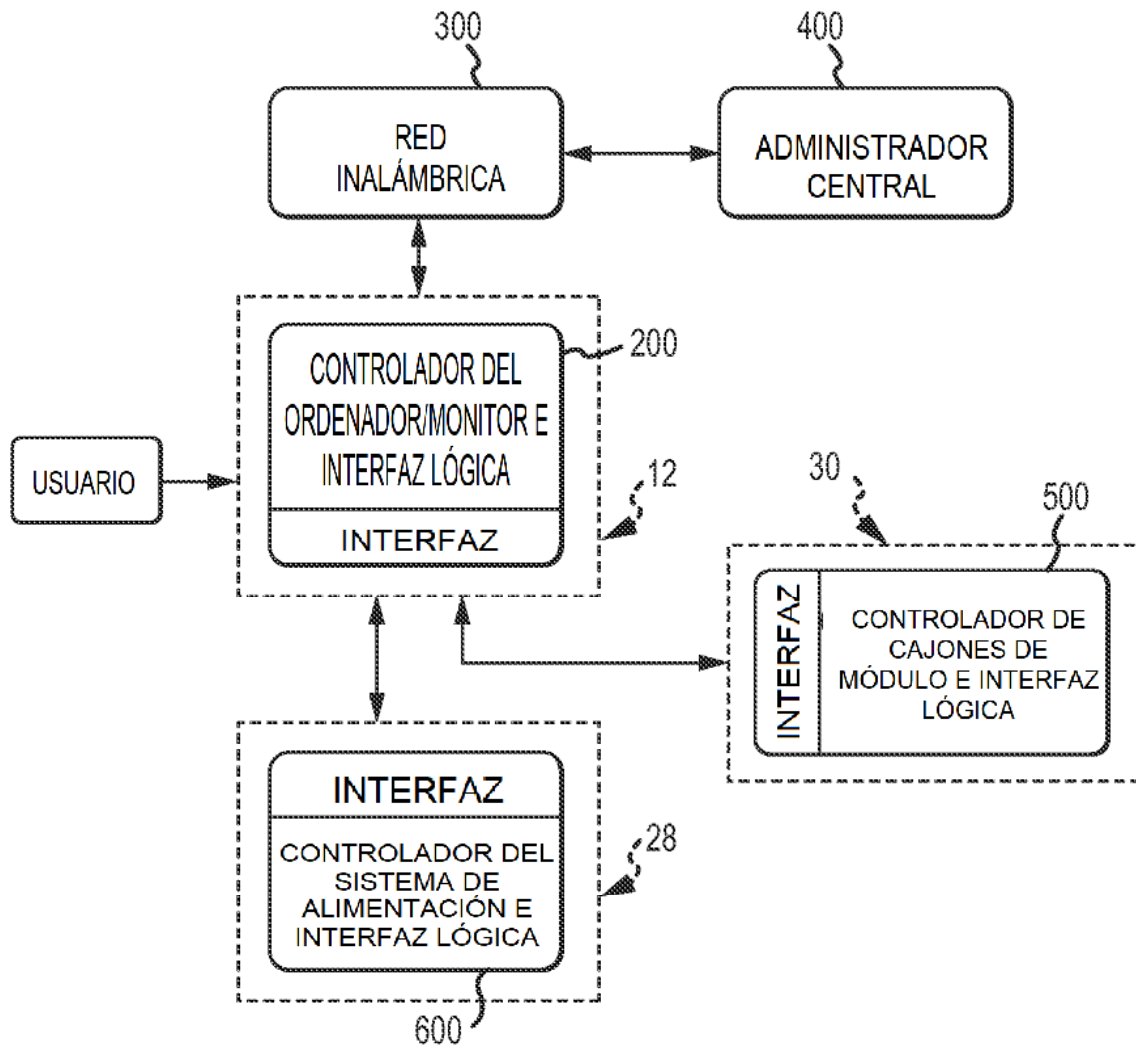 300
400
RED
INALÁMBRICA
ADMINISTRADOR
CENTRAL
200
CONTROLADOR DEL
ORDENADOR/MONITOR E
INTERFAZ LÓGICA
INTERFAZ
USUARIO
12
30
500
INTERFAZ
CONTROLADOR DE
CAJONES DE
MÓDULO E INTERFAZ
LÓGICA
INTERFAZ
CONTROLADOR DEL
SISTEMA DE
ALIMENTACIÓN E
INTERFAZ LÓGICA
28
600